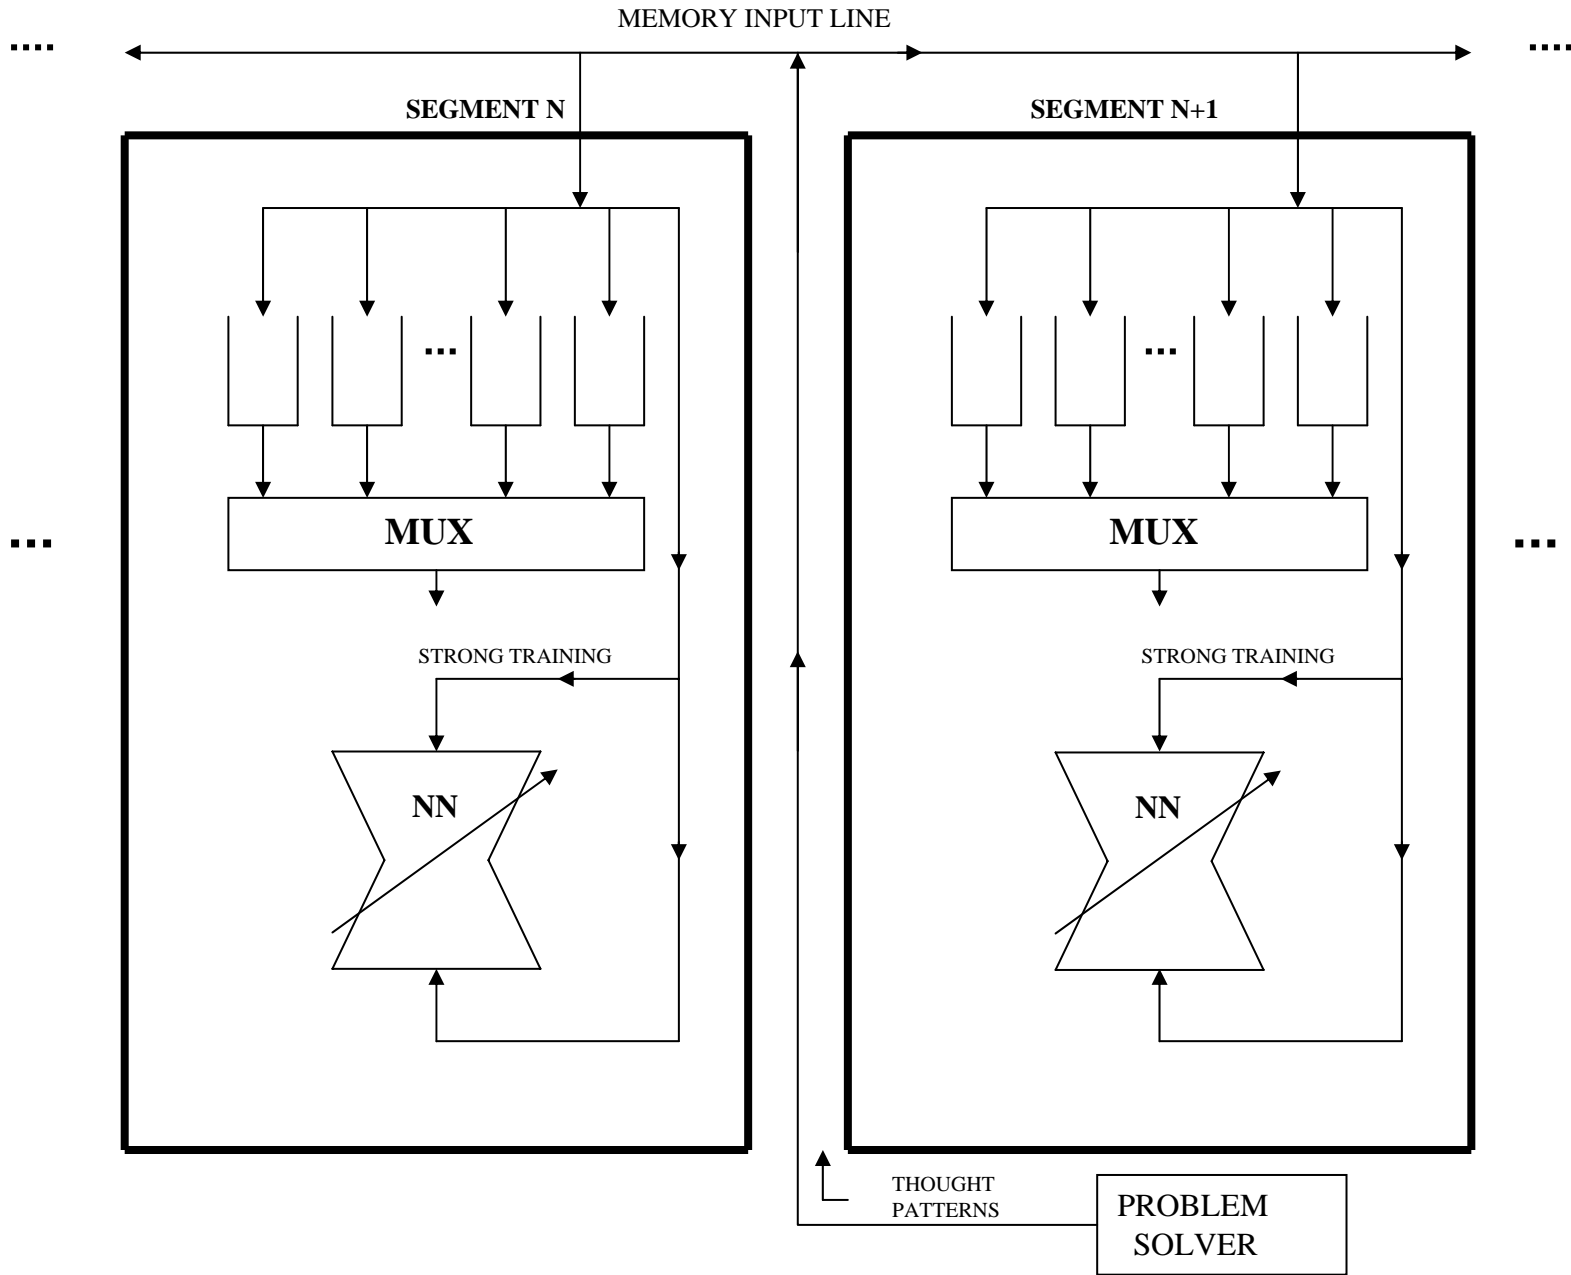 MEMORY INPUT LINE
....
....
SEGMENT N
SEGMENT N+1
...
...
MUX
MUX
...
...
STRONG TRAINING
STRONG TRAINING
NN
NN
THOUGHT
PATTERNS
PROBLEM
SOLVER